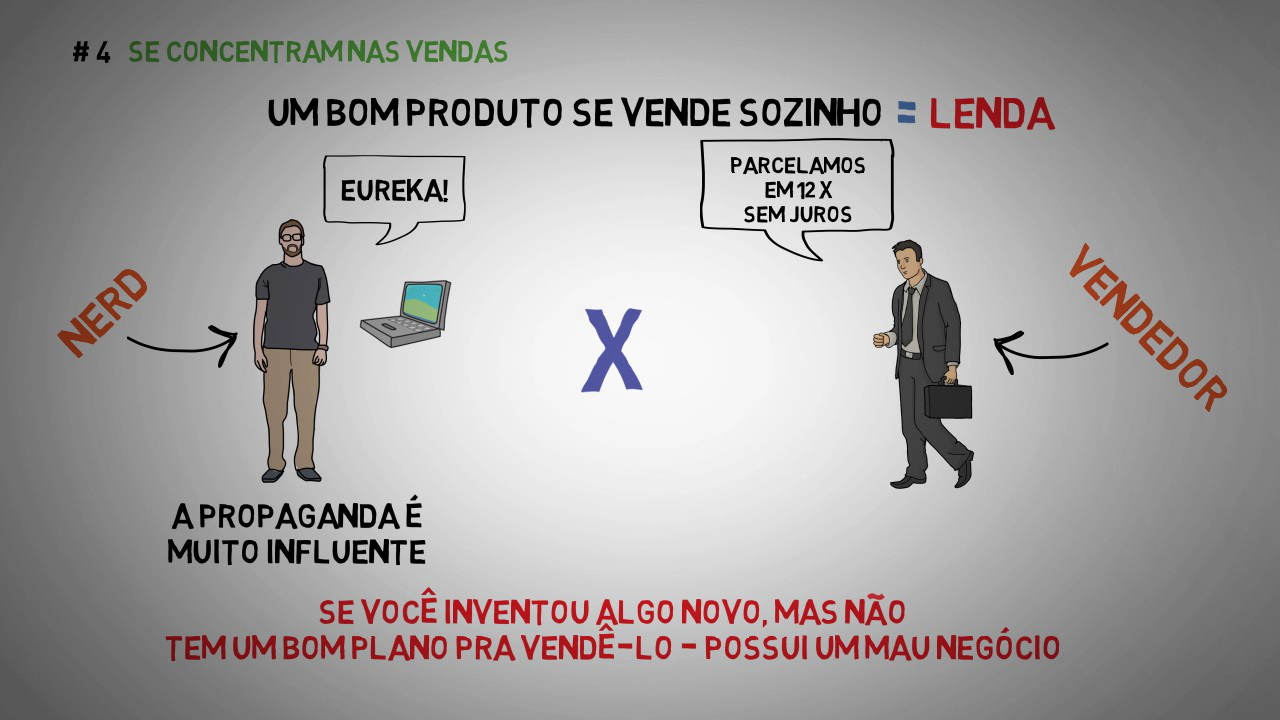 # 4 SE CONCENTRAM NAS VENDAS
UM BOM PRODUTO SE VENDE SOZINHO = LENDA
EUREKA!
PARCELAMOS
EM 12 X
SEM JUROS
NERD
X
VENDEDOR
A PROPAGANDA É
MUITO INFLUENTE
SE VOCÊ INVENTOU ALGO NOVO, MAS NÃO
TEM UM BOM PLANO PRA VENDÊ-LO - POSSUI UM MAU NEGÓCIO